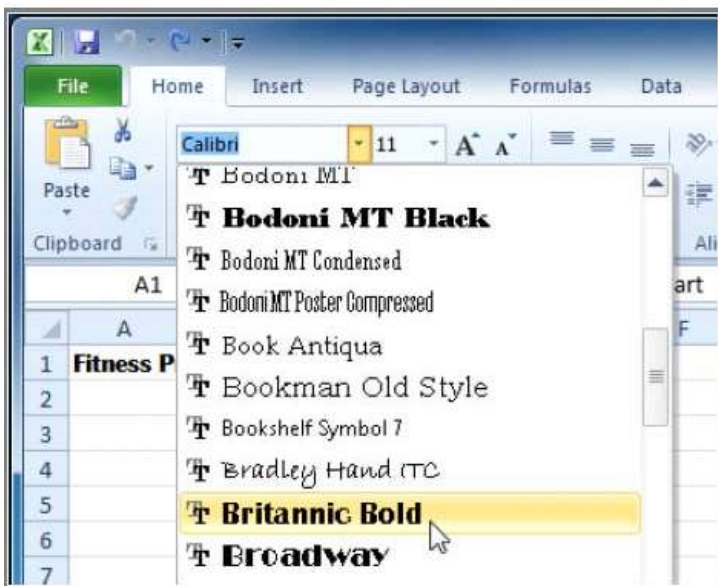 File Home Insert Page Layout Formulas Data
Calibri 11 A A
Paste
Clipboard Ali
A1 art
A F
Bodoni MT
Bodoni MT Black
Bodoni MT Condensed
Bodoni MT Poster Compressed
Book Antiqua
Bookman Old Style
Bookshelf Symbol 7
Bradley Hand ITC
Britannic Bold
Broadway
1 Fitness P
2
3
4
5
6
7